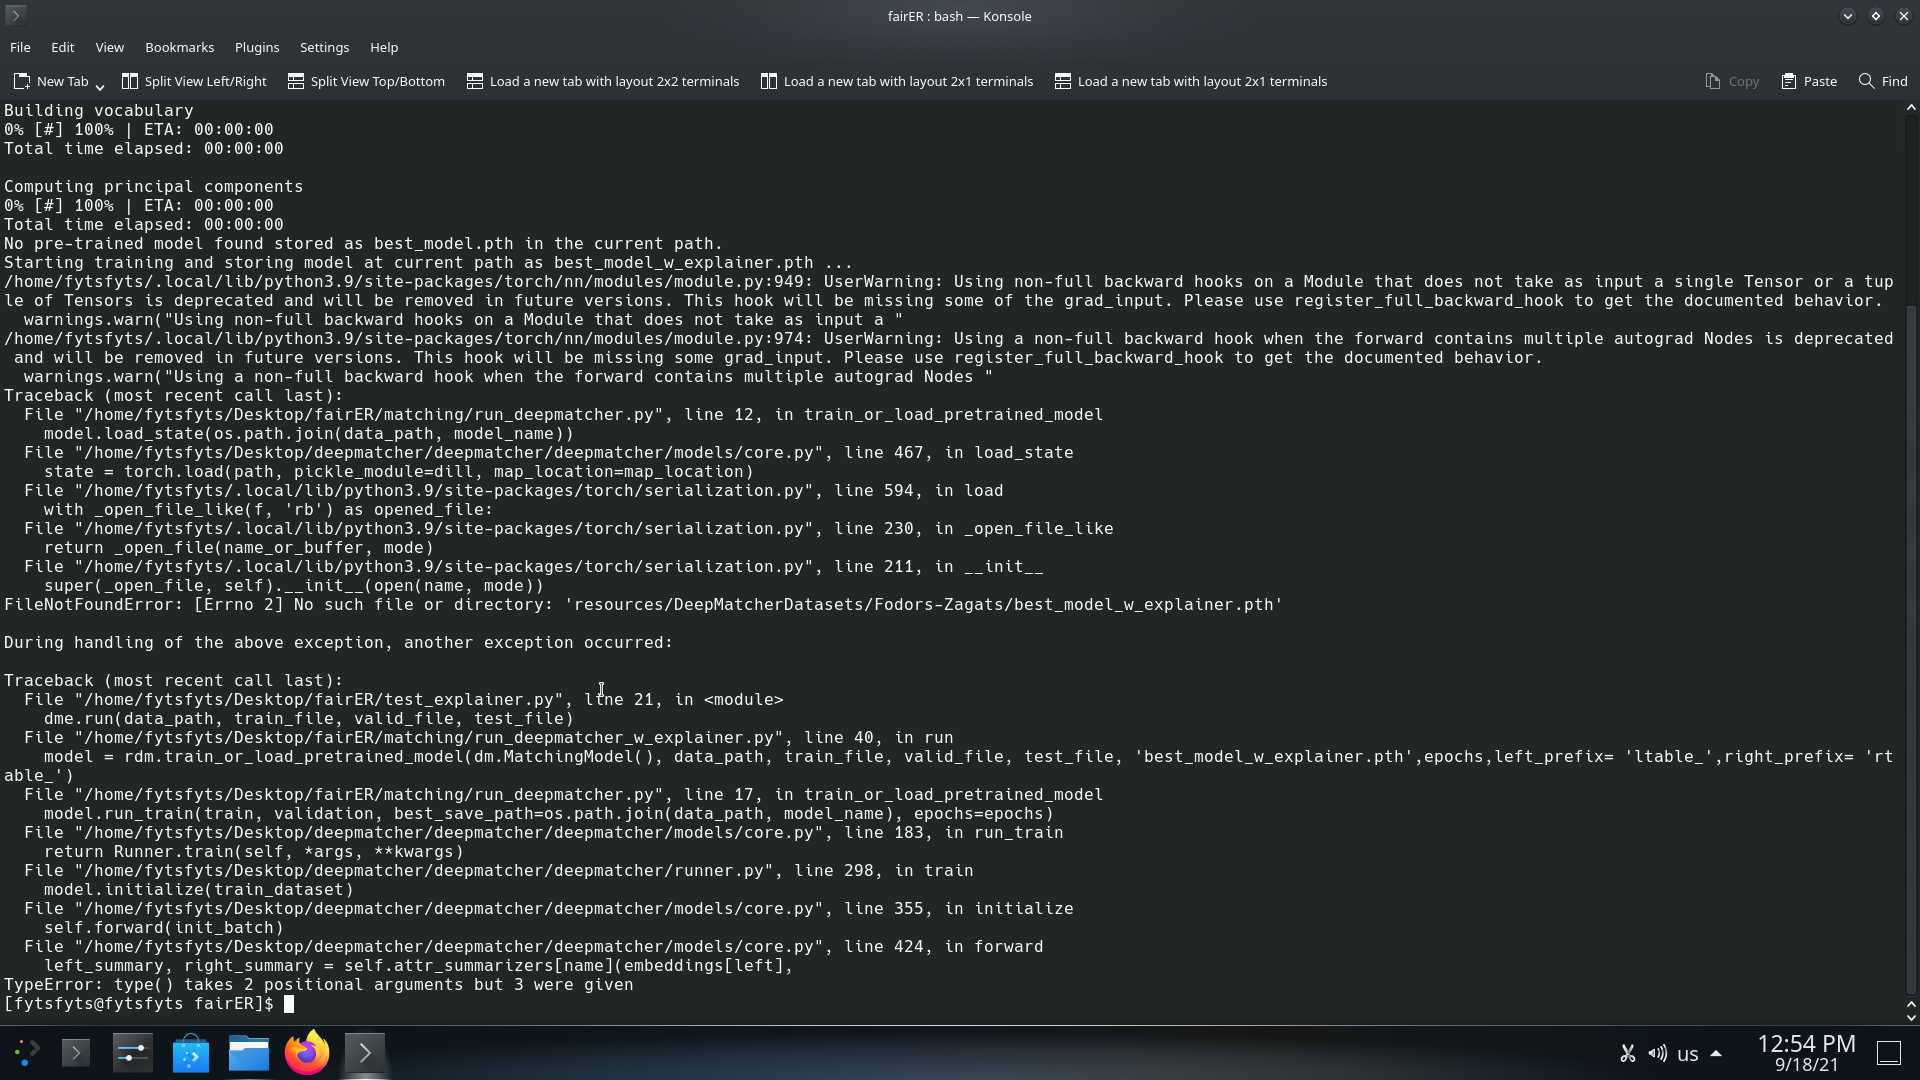 fairER : bash — Konsole
File Edit View Bookmarks Plugins Settings Help
New Tab Split View Left/Right Split View Top/Bottom Load a new tab with layout 2x2 terminals Load a new tab with layout 2x1 terminals Load a new tab with layout 2x1 terminals Copy Paste Find
Building vocabulary
0% [#] 100% | ETA: 00:00:00
Total time elapsed: 00:00:00
Computing principal components
0% [#] 100% | ETA: 00:00:00
Total time elapsed: 00:00:00
No pre-trained model found stored as best_model.pth in the current path.
Starting training and storing model at current path as best_model_w_explainer.pth ...
/home/fytsfyts/.local/lib/python3.9/site-packages/torch/nn/modules/module.py:949: UserWarning: Using non-full backward hooks on a Module that does not take as input a single Tensor or a tup
le of Tensors is deprecated and will be removed in future versions. This hook will be missing some of the grad_input. Please use register_full_backward_hook to get the documented behavior.
  warnings.warn("Using non-full backward hooks on a Module that does not take as input a "
/home/fytsfyts/.local/lib/python3.9/site-packages/torch/nn/modules/module.py:974: UserWarning: Using a non-full backward hook when the forward contains multiple autograd Nodes is deprecated
 and will be removed in future versions. This hook will be missing some grad_input. Please use register_full_backward_hook to get the documented behavior.
  warnings.warn("Using a non-full backward hook when the forward contains multiple autograd Nodes "
Traceback (most recent call last):
  File "/home/fytsfyts/Desktop/fairER/matching/run_deepmatcher.py", line 12, in train_or_load_pretrained_model
    model.load_state(os.path.join(data_path, model_name))
  File "/home/fytsfyts/Desktop/deepmatcher/deepmatcher/deepmatcher/models/core.py", line 467, in load_state
    state = torch.load(path, pickle_module=dill, map_location=map_location)
  File "/home/fytsfyts/.local/lib/python3.9/site-packages/torch/serialization.py", line 594, in load
    with _open_file_like(f, 'rb') as opened_file:
  File "/home/fytsfyts/.local/lib/python3.9/site-packages/torch/serialization.py", line 230, in _open_file_like
    return _open_file(name_or_buffer, mode)
  File "/home/fytsfyts/.local/lib/python3.9/site-packages/torch/serialization.py", line 211, in __init__
    super(_open_file, self).__init__(open(name, mode))
FileNotFoundError: [Errno 2] No such file or directory: 'resources/DeepMatcherDatasets/Fodors-Zagats/best_model_w_explainer.pth'
During handling of the above exception, another exception occurred:
Traceback (most recent call last):
  File "/home/fytsfyts/Desktop/fairER/test_explainer.py", line 21, in <module>
    dme.run(data_path, train_file, valid_file, test_file)
  File "/home/fytsfyts/Desktop/fairER/matching/run_deepmatcher_w_explainer.py", line 40, in run
    model = rdm.train_or_load_pretrained_model(dm.MatchingModel(), data_path, train_file, valid_file, test_file, 'best_model_w_explainer.pth',epochs,left_prefix= 'ltable_',right_prefix= 'rt
able_')
  File "/home/fytsfyts/Desktop/fairER/matching/run_deepmatcher.py", line 17, in train_or_load_pretrained_model
    model.run_train(train, validation, best_save_path=os.path.join(data_path, model_name), epochs=epochs)
  File "/home/fytsfyts/Desktop/deepmatcher/deepmatcher/deepmatcher/models/core.py", line 183, in run_train
    return Runner.train(self, *args, **kwargs)
  File "/home/fytsfyts/Desktop/deepmatcher/deepmatcher/deepmatcher/runner.py", line 298, in train
    model.initialize(train_dataset)
  File "/home/fytsfyts/Desktop/deepmatcher/deepmatcher/deepmatcher/models/core.py", line 355, in initialize
    self.forward(init_batch)
  File "/home/fytsfyts/Desktop/deepmatcher/deepmatcher/deepmatcher/models/core.py", line 424, in forward
    left_summary, right_summary = self.attr_summarizers[name](embeddings[left],
TypeError: type() takes 2 positional arguments but 3 were given
[fytsfyts@fytsfyts fairER]$
us
12:54 PM
9/18/21